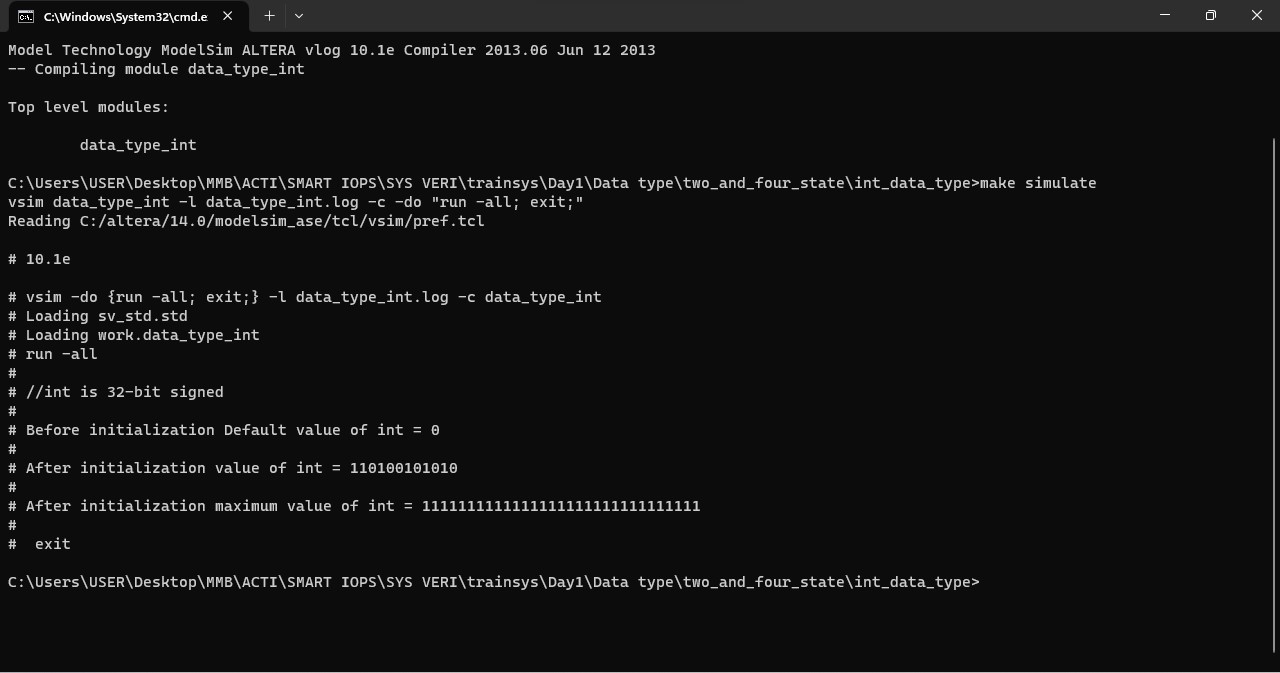 C:\Windows\System32\cmd.e
Model Technology ModelSim ALTERA vlog 10.1e Compiler 2013.06 Jun 12 2013
-- Compiling module data_type_int
Top level modules:
data_type_int
C:\Users\USER\Desktop\MMB\ACTI\SMART IOPS\SYS VERI\trainsys\Day1\Data type\two_and_four_state\int_data_type>make simulate
vsim data_type_int -l data_type_int.log -c -do "run -all; exit;"
Reading C:/altera/14.0/modelsim_ase/tcl/vsim/pref.tcl
# 10.1e
# vsim -do {run -all; exit;} -l data_type_int.log -c data_type_int
# Loading sv_std.std
# Loading work.data_type_int
# run -all
#
# //int is 32-bit signed
#
# Before initialization Default value of int = 0
#
# After initialization value of int = 110100101010
#
# After initialization maximum value of int = 1111111111111111111111111111111
#
#  exit
C:\Users\USER\Desktop\MMB\ACTI\SMART IOPS\SYS VERI\trainsys\Day1\Data type\two_and_four_state\int_data_type>